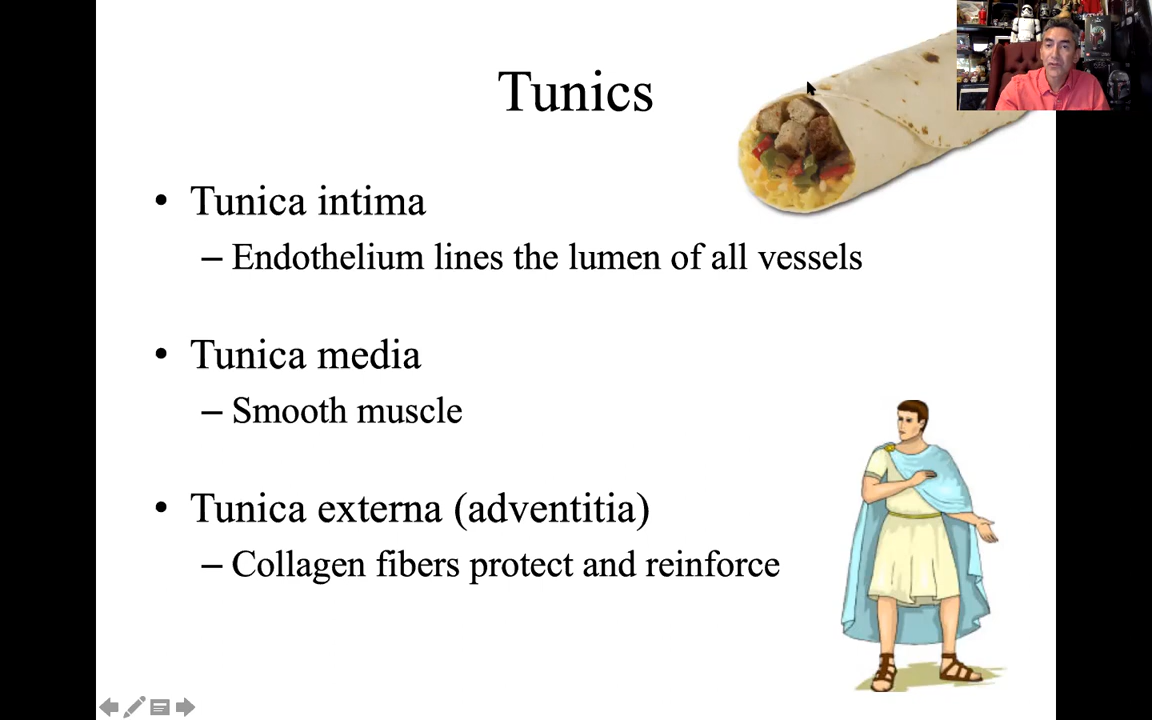 Tunics
• Tunica intima
– Endothelium lines the lumen of all vessels
• Tunica media
– Smooth muscle
• Tunica externa (adventitia)
– Collagen fibers protect and reinforce